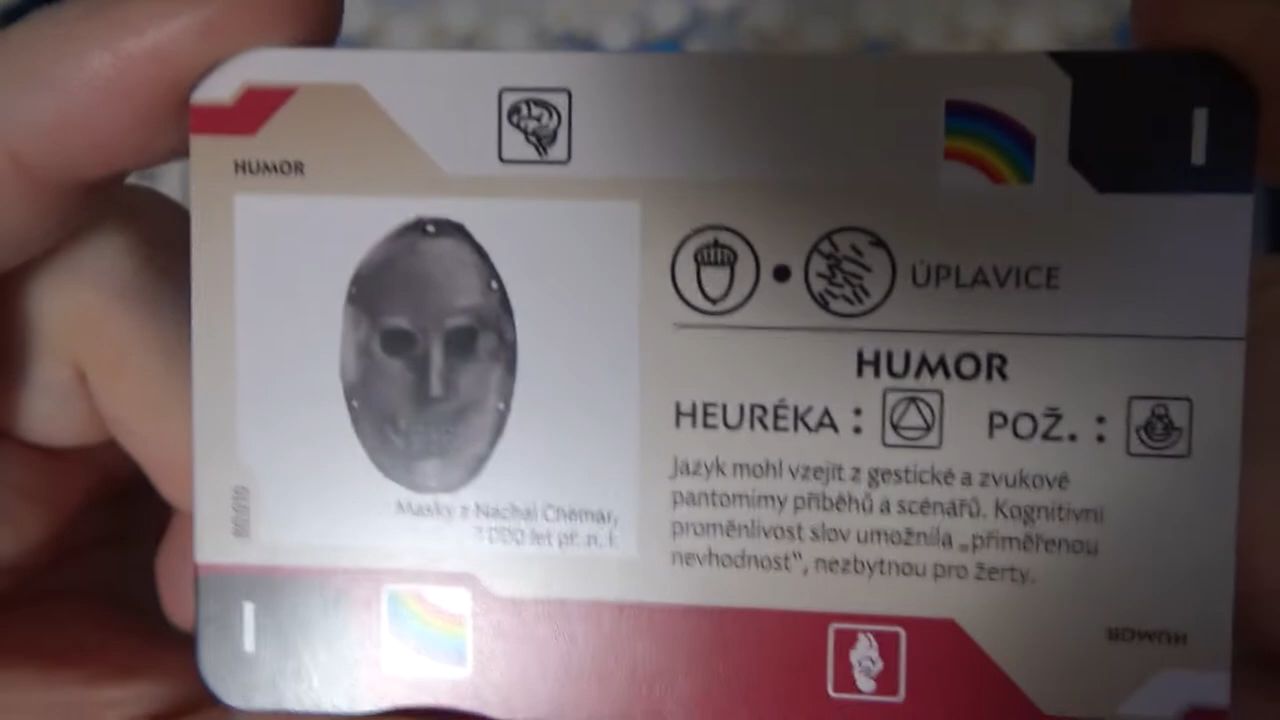 HUMOR
I
ÚPLAVICE
HUMOR
HEURÉKA : POŽ. :
Jazyk mohl vzejít z gestické a zvukové
pantomimy příběhů a scénářů. Kognitivní
proměnlivost slov umožnila „přiměřenou
nevhodnost“, nezbytnou pro žerty.
Masky z Nachal Chemar,
000 let př. n. l.
I
HUMOR